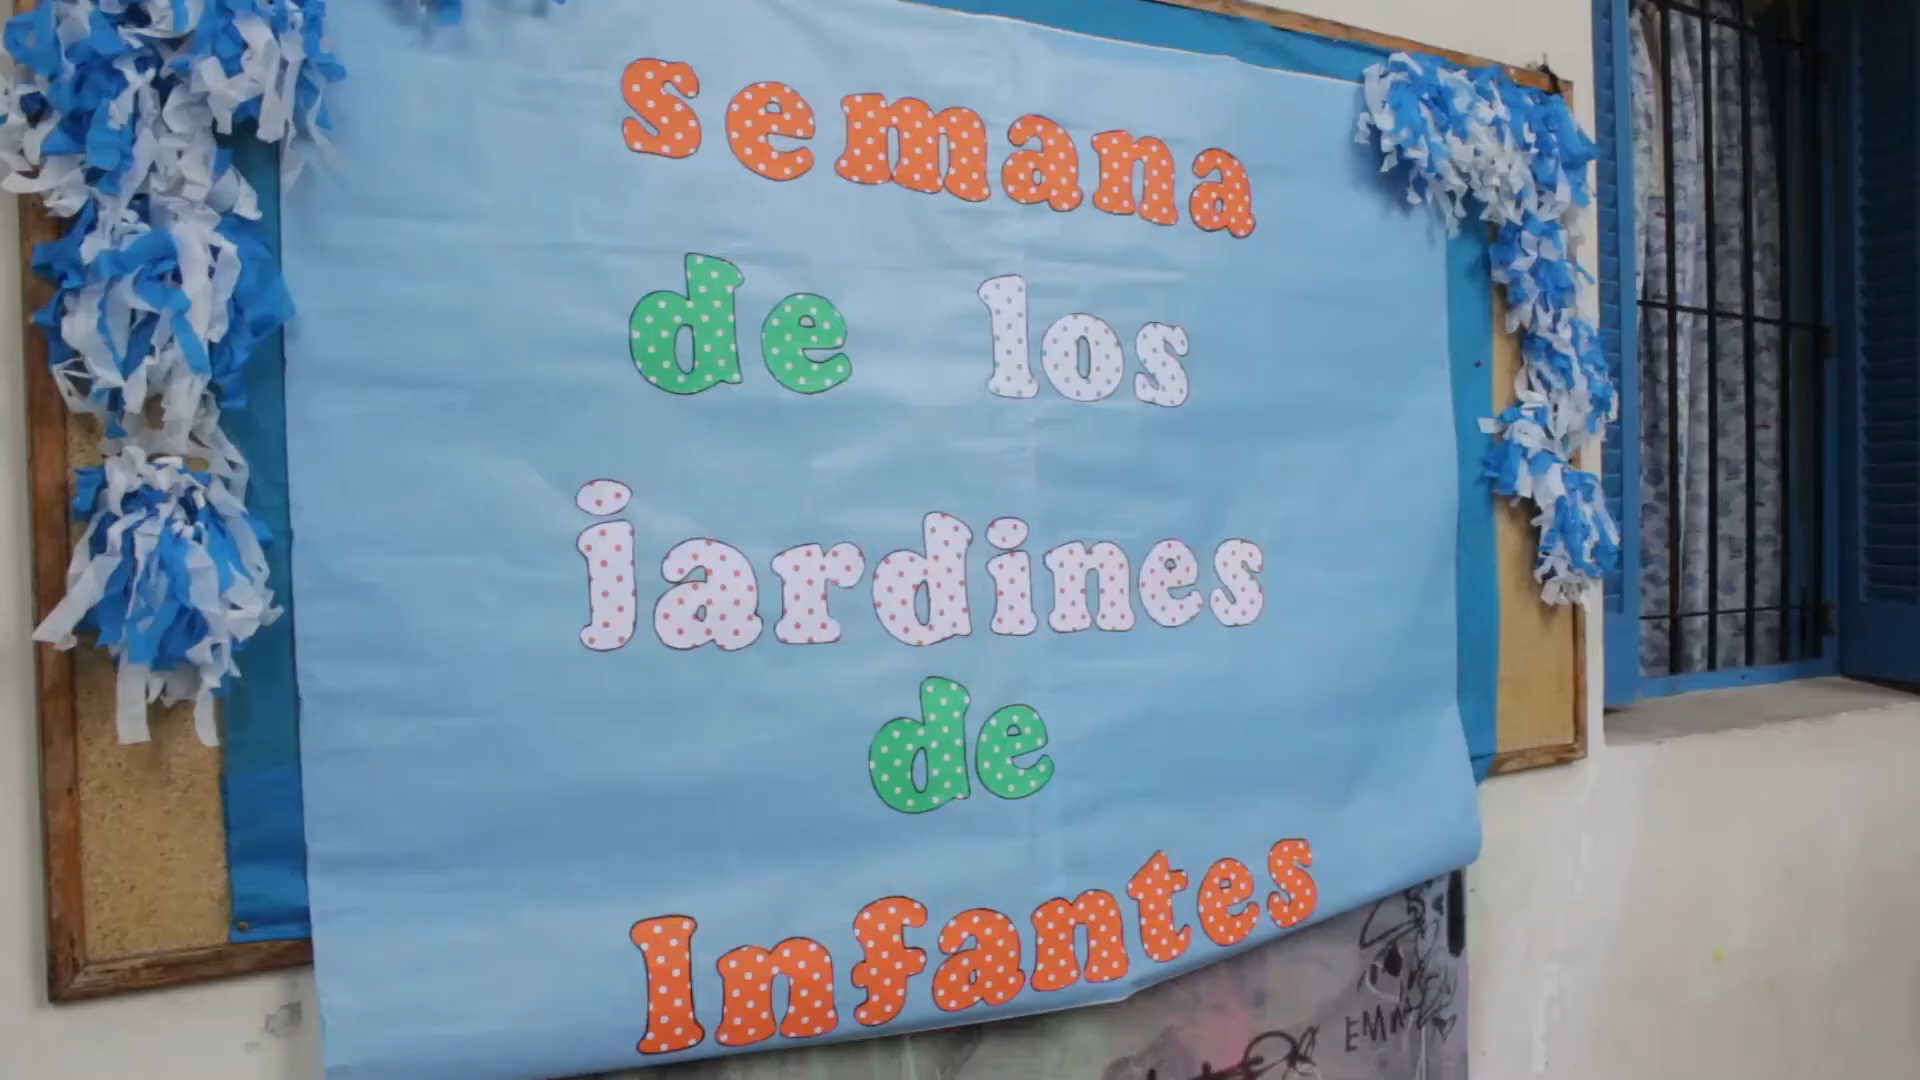 semana
de los
jardines
de
Infantes